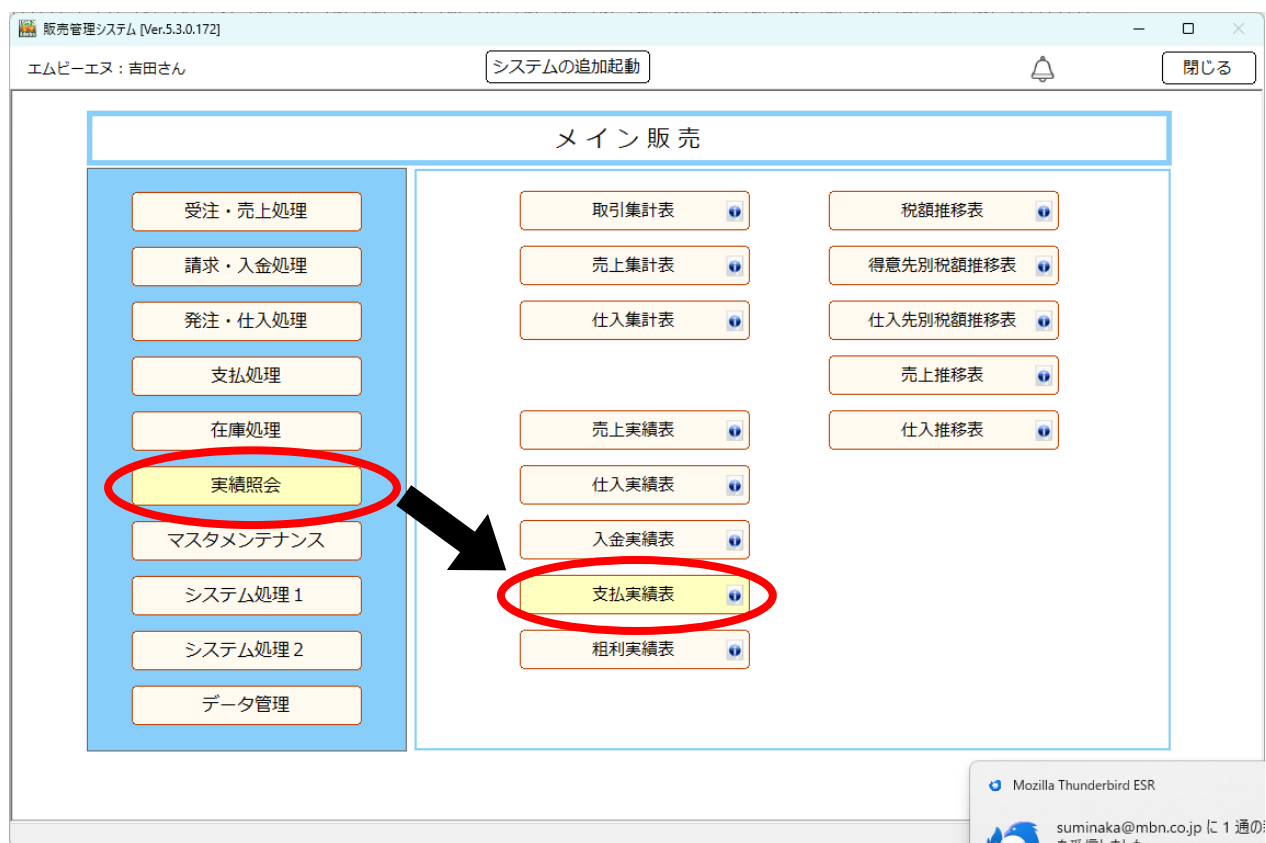 販売管理システム [Ver.5.3.0.172]
エムビーエヌ：吉田さん
システムの追加起動
閉じる
メイン販売
受注・売上処理
請求・入金処理
発注・仕入処理
支払処理
在庫処理
実績照会
マスタメンテナンス
システム処理１
システム処理２
データ管理
取引集計表
売上集計表
仕入集計表
売上実績表
仕入実績表
入金実績表
支払実績表
粗利実績表
税額推移表
得意先別税額推移表
仕入先別税額推移表
売上推移表
仕入推移表
Mozilla Thunderbird ESR
suminaka@mbn.co.jp に 1 通の